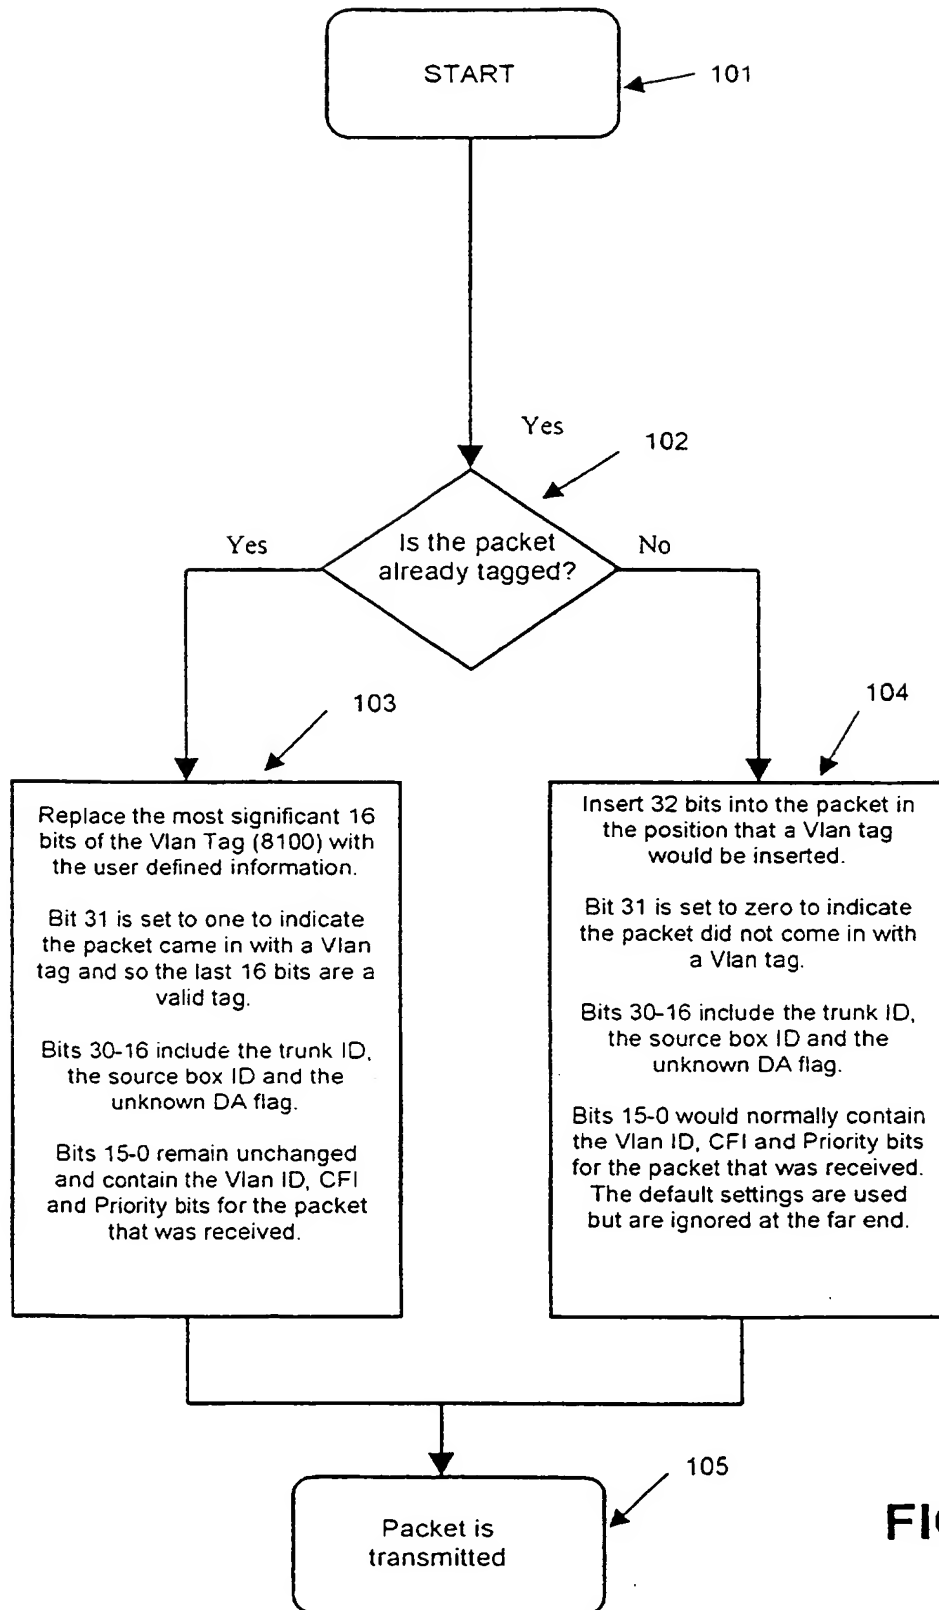 START
101
Yes
102
Is the packet
already tagged?
Yes
No
103
104
Replace the most significant 16
bits of the Vlan Tag (8100) with
the user defined information.
Bit 31 is set to one to indicate
the packet came in with a Vlan
tag and so the last 16 bits are a
valid tag.
Bits 30-16 include the trunk ID,
the source box ID and the
unknown DA flag.
Bits 15-0 remain unchanged
and contain the Vlan ID, CFI
and Priority bits for the packet
that was received.
Insert 32 bits into the packet in
the position that a Vlan tag
would be inserted.
Bit 31 is set to zero to indicate
the packet did not come in with
a Vlan tag.
Bits 30-16 include the trunk ID,
the source box ID and the
unknown DA flag.
Bits 15-0 would normally contain
the Vlan ID, CFI and Priority bits
for the packet that was received.
The default settings are used
but are ignored at the far end.
105
Packet is
transmitted